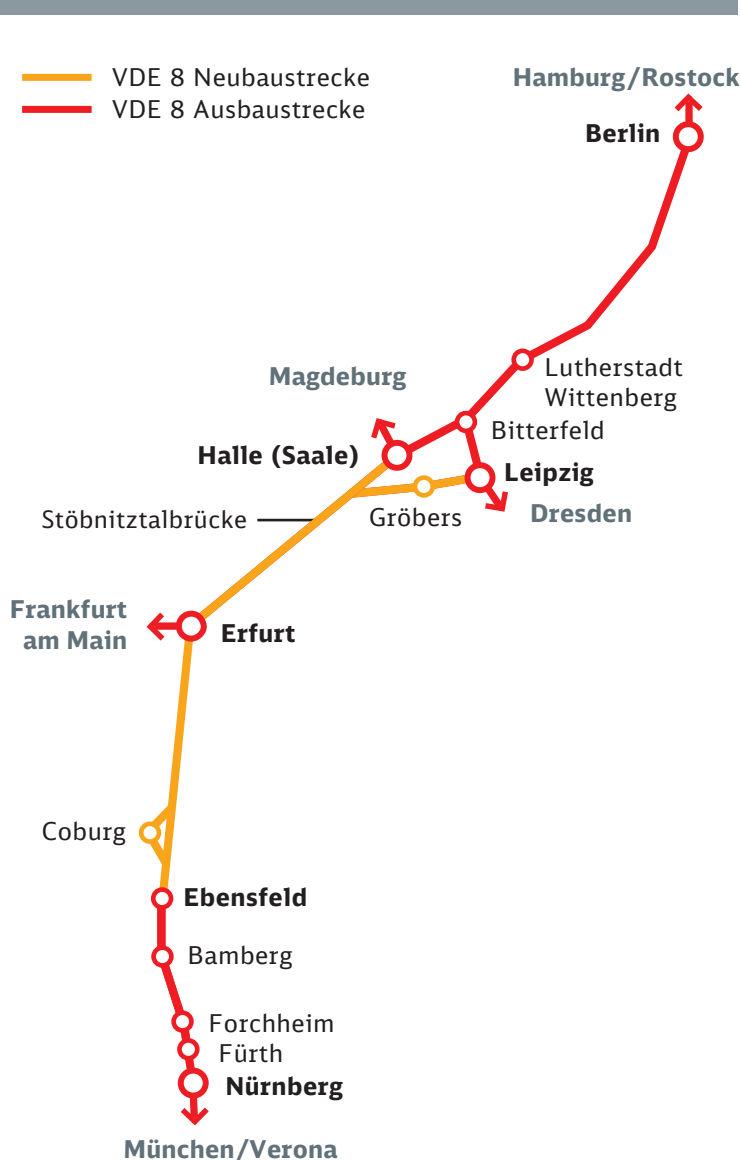 VDE 8 Neubaustrecke
VDE 8 Ausbaustrecke
Hamburg/Rostock
Berlin
Lutherstadt
Wittenberg
Magdeburg
Bitterfeld
Halle (Saale)
Leipzig
Gröbers
Dresden
Stöbnitztalbrücke
Frankfurt
am Main
Erfurt
Coburg
Ebensfeld
Bamberg
Forchheim
Fürth
Nürnberg
München/Verona